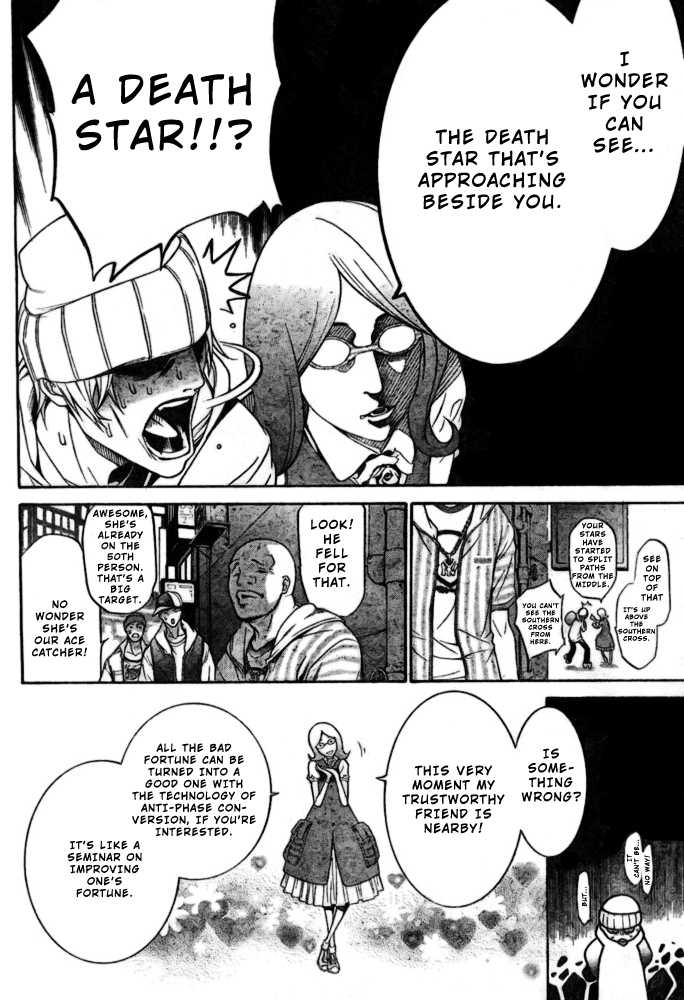 I
WONDER
IF YOU
CAN
SEE...
THE DEATH
STAR THAT'S
APPROACHING
BESIDE YOU.
A DEATH
STAR!!?
SEE
ON TOP
OF
THAT
IT'S UP
ABOVE
THE
SOUTHERN
CROSS.
YOUR
STARS
HAVE
STARTED
TO SPLIT
PATHS
FROM THE
MIDDLE.
YOU CAN'T
SEE THE
SOUTHERN
CROSS
FROM
HERE.
LOOK!
HE
FELL
FOR
THAT.
AWESOME,
SHE'S
ALREADY
ON THE
50TH
PERSON.
THAT'S A
BIG
TARGET.
NO
WONDER
SHE'S
OUR ACE
CATCHER!
IT
CAN'T BE...
NO WAY!
BUT...
IS
SOME-
THING
WRONG?
THIS VERY
MOMENT MY
TRUSTWORTHY
FRIEND IS
NEARBY!
ALL THE BAD
FORTUNE CAN BE
TURNED INTO A
GOOD ONE WITH
THE TECHNOLOGY OF
ANTI-PHASE CON-
VERSION, IF YOU'RE
INTERESTED.
IT'S LIKE A
SEMINAR ON
IMPROVING
ONE'S
FORTUNE.